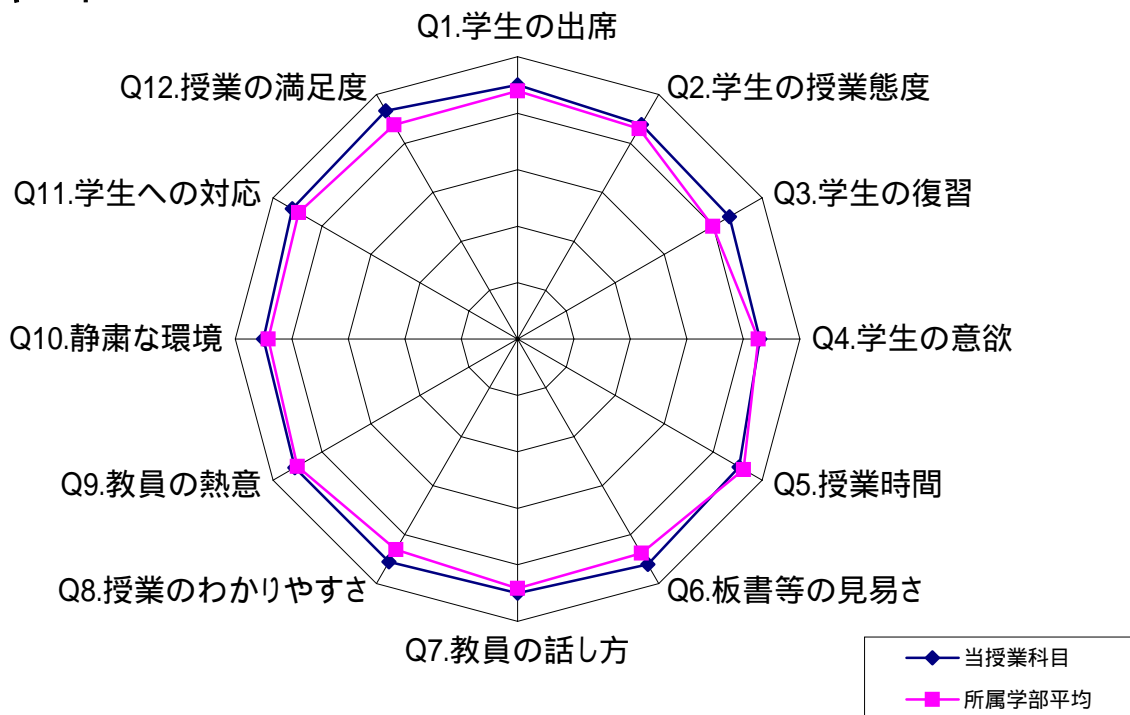 Q1.学生の出席
Q2.学生の授業態度
Q3.学生の復習
Q4.学生の意欲
Q5.授業時間
Q6.板書等の見易さ
Q7.教員の話し方
Q8.授業のわかりやすさ
Q9.教員の熱意
Q10.静粛な環境
Q11.学生への対応
Q12.授業の満足度
当授業科目
所属学部平均